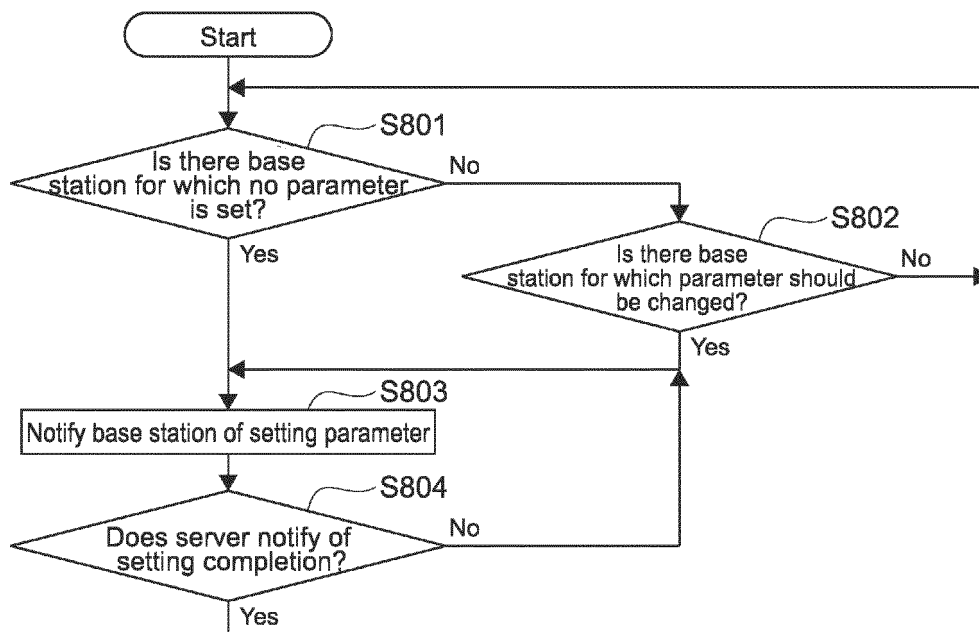 Start
S801
Is there base
station for which no parameter
is set?
No
Yes
S802
Is there base
station for which parameter should
be changed?
No
Yes
S803
Notify base station of setting parameter
S804
Does server notify of
setting completion?
No
Yes